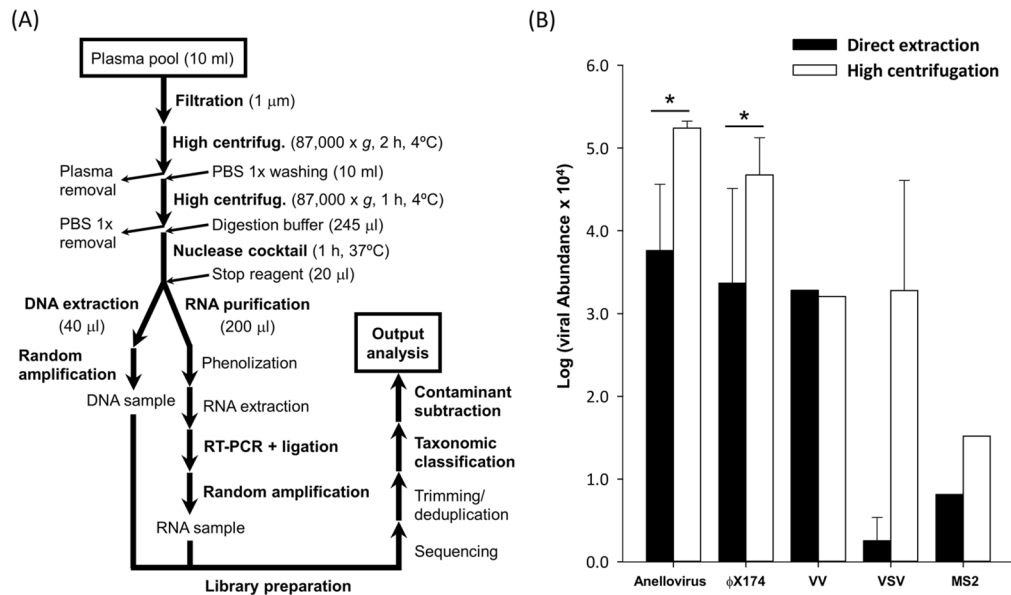 (A)
Plasma pool (10 ml)
Filtration (1 μm)
High centrifug. (87,000 x g, 2 h, 4ºC)
Plasma
removal
PBS 1x washing (10 ml)
High centrifug. (87,000 x g, 1 h, 4ºC)
PBS 1x
removal
Digestion buffer (245 μl)
Nuclease cocktail (1 h, 37ºC)
Stop reagent (20 μl)
DNA extraction
(40 μl)
RNA purification
(200 μl)
Random
amplification
DNA sample
Phenolization
RNA extraction
RT-PCR + ligation
Random amplification
RNA sample
Library preparation
Sequencing
Trimming/
deduplication
Taxonomic
classification
Contaminant
subtraction
Output
analysis
(B)
Direct extraction
High centrifugation
Log (viral Abundance x 10⁴)
6.0
5.0
4.0
3.0
2.0
1.0
0.0
*
*
Anellovirus
ϕX174
VV
VSV
MS2